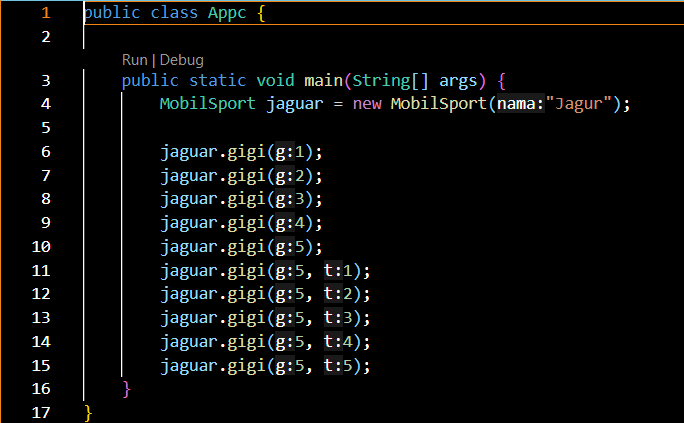 1 public class Appc {
2
Run | Debug
3 public static void main(String[] args) {
4 MobilSport jaguar = new MobilSport(nama:"Jagur");
5
6 jaguar.gigi(g:1);
7 jaguar.gigi(g:2);
8 jaguar.gigi(g:3);
9 jaguar.gigi(g:4);
10 jaguar.gigi(g:5);
11 jaguar.gigi(g:5, t:1);
12 jaguar.gigi(g:5, t:2);
13 jaguar.gigi(g:5, t:3);
14 jaguar.gigi(g:5, t:4);
15 jaguar.gigi(g:5, t:5);
16 }
17 }